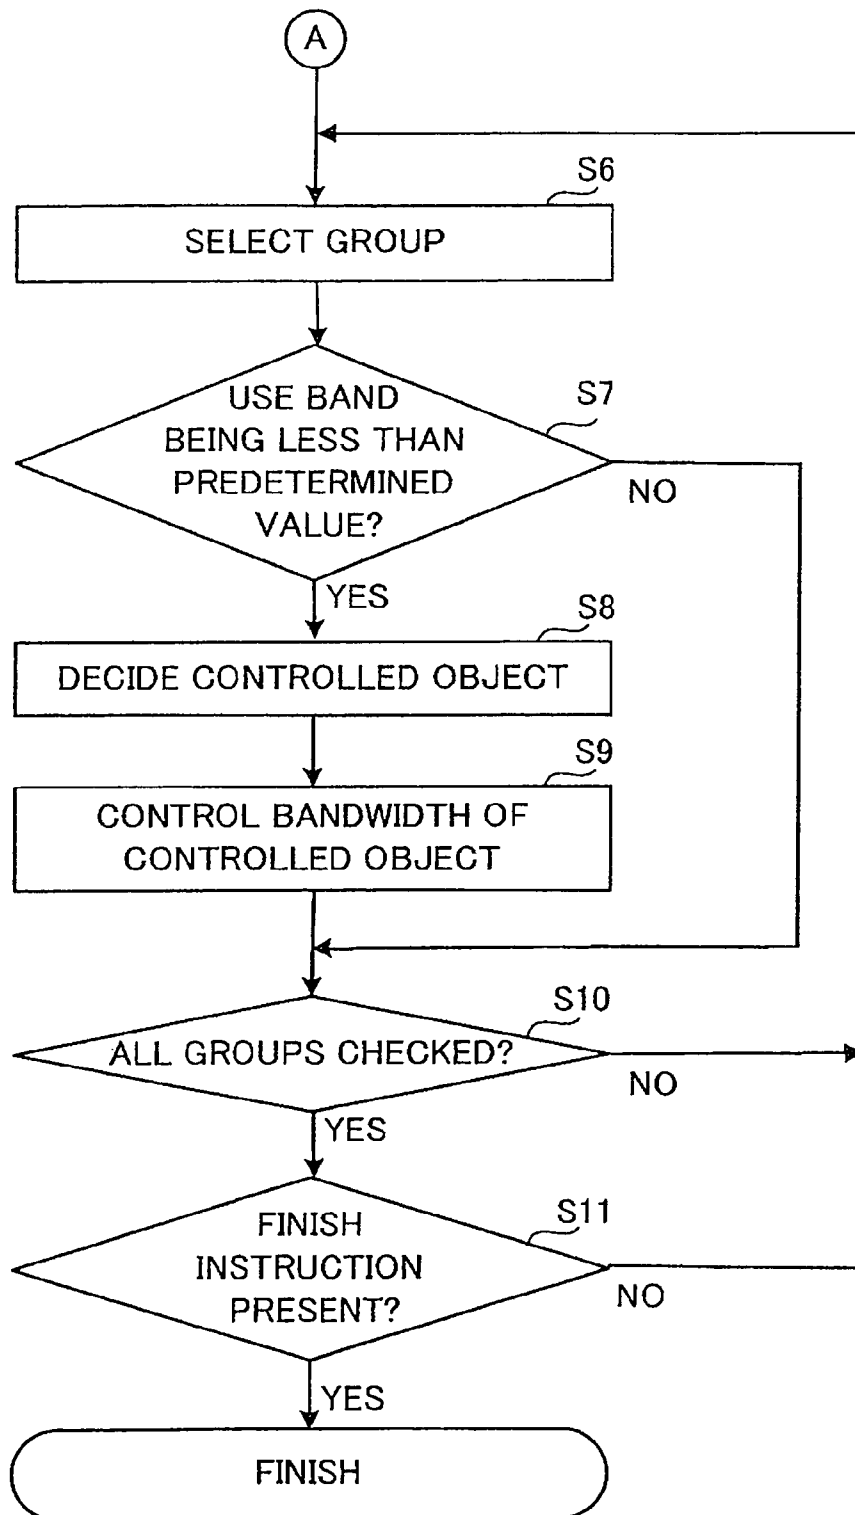 A
S6
SELECT GROUP
USE BAND
BEING LESS THAN
PREDETERMINED
VALUE?
S7
NO
YES
S8
DECIDE CONTROLLED OBJECT
S9
CONTROL BANDWIDTH OF
CONTROLLED OBJECT
S10
ALL GROUPS CHECKED?
NO
YES
S11
FINISH
INSTRUCTION
PRESENT?
NO
YES
FINISH